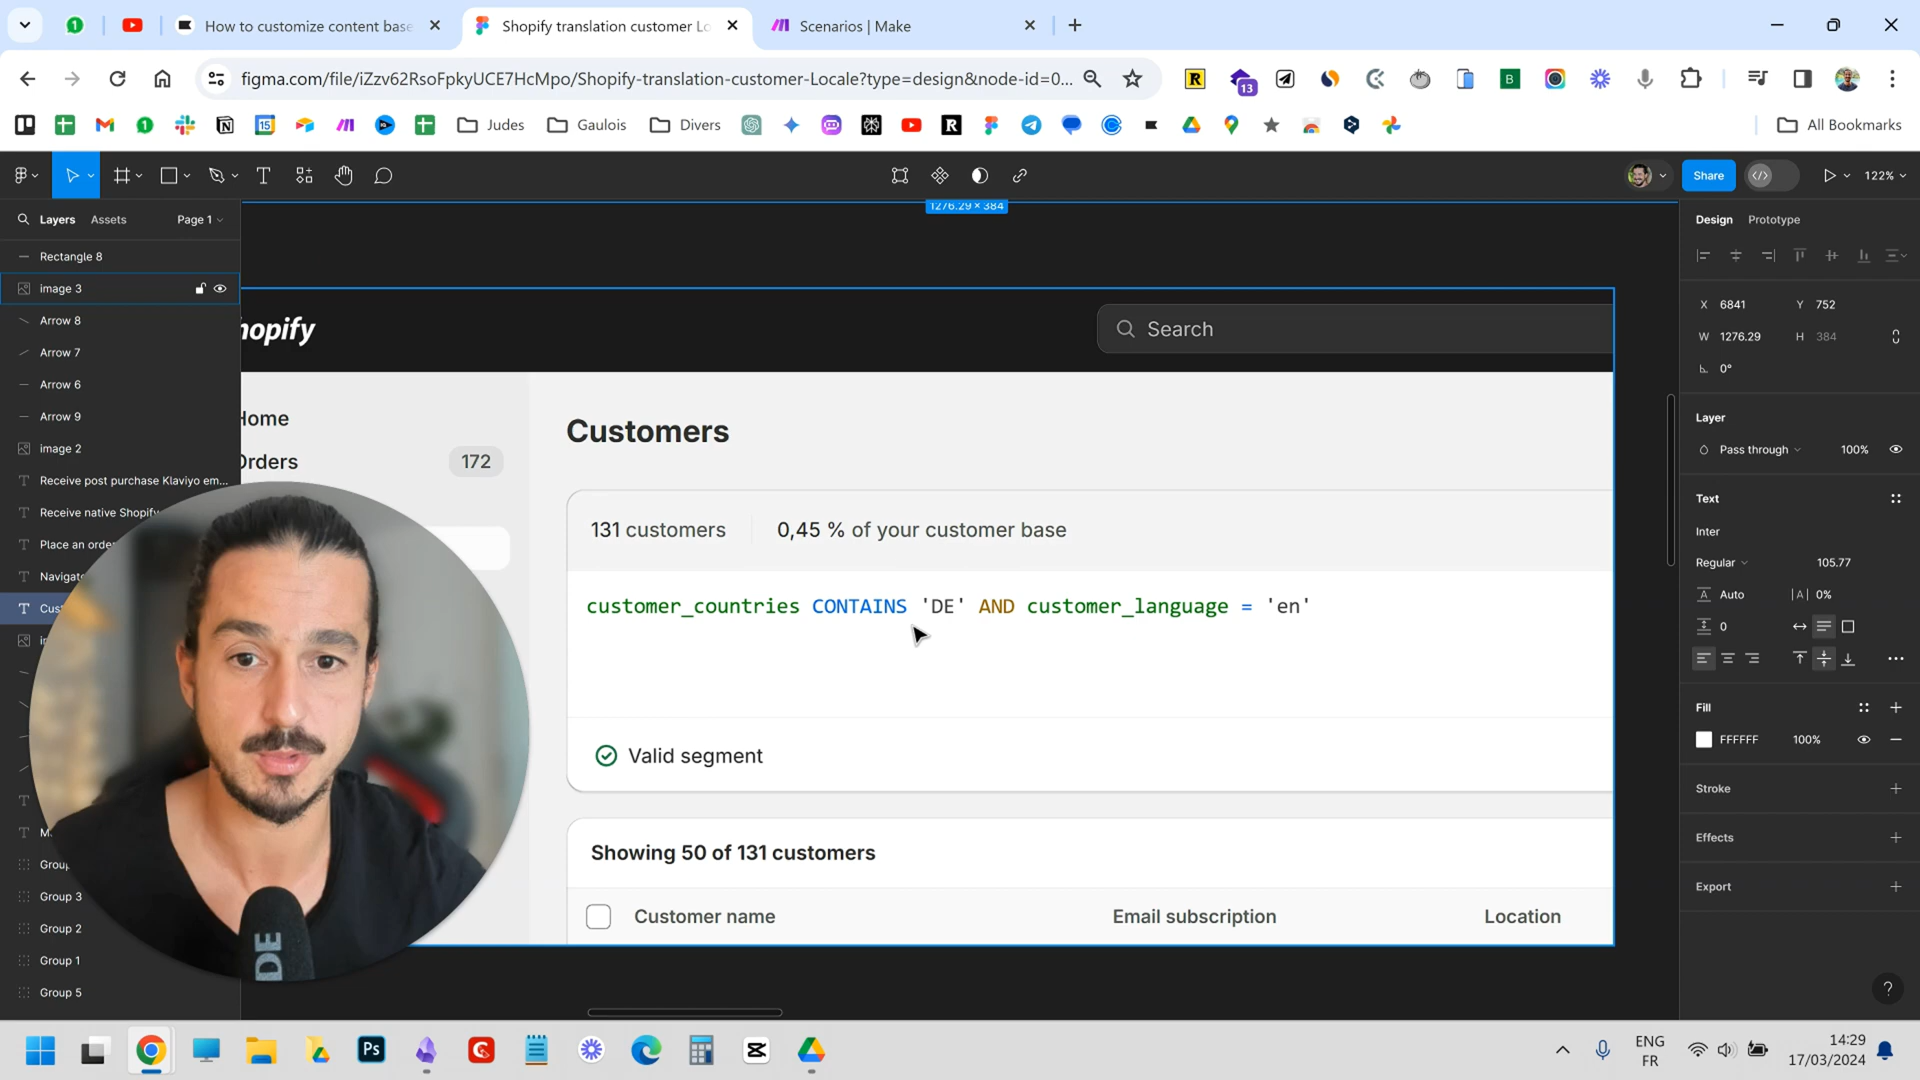 How to customize content base
Shopify translation customer Lo
Scenarios | Make
figma.com/file/iZzv62RsoFpkyUCE7HcMpo/Shopify-translation-customer-Locale?type=design&node-id=0...
13
Judes
Gaulois
Divers
All Bookmarks
Share
122%
Layers
Assets
Page 1
1276.29 × 384
Design
Prototype
Rectangle 8
image 3
Arrow 8
Arrow 7
Arrow 6
Arrow 9
image 2
Receive post purchase Klaviyo em...
Receive native Shopify
Place an orde
Navigat
Cus
Group
Group 3
Group 2
Group 1
Group 5
hopify
Search
Home
Orders
172
Customers
131 customers
0,45 % of your customer base
customer_countries CONTAINS 'DE' AND customer_language = 'en'
Valid segment
Showing 50 of 131 customers
Customer name
Email subscription
Location
DE
X 6841
Y 752
W 1276.29
H 384
0°
Layer
Pass through
100%
Text
Inter
Regular
105.77
Auto
|A| 0%
0
Fill
FFFFFF
100%
Stroke
Effects
Export
?
Ps
ENG
FR
14:29
17/03/2024